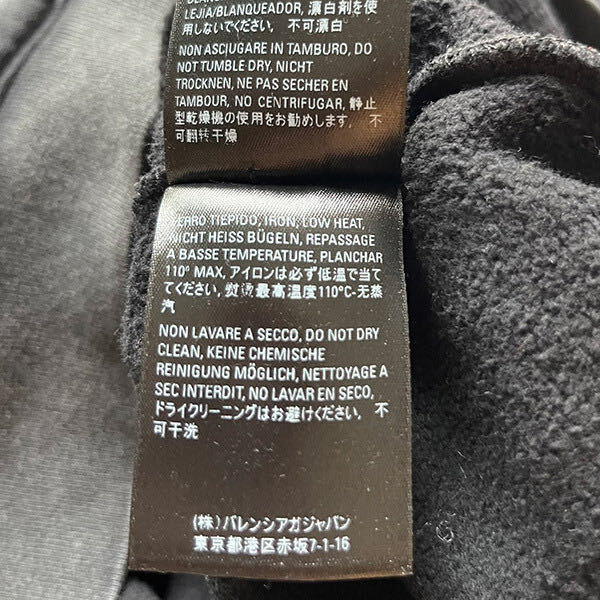 LEJIA/BLANQUEADOR, 漂白剤を使
用しないでください, 不可漂白
NON ASCIUGARE IN TAMBURO, DO
NOT TUMBLE DRY, NICHT
TROCKNEN, NE PAS SECHER EN
TAMBOUR, NO CENTRIFUGAR, 静止
型乾燥機の使用をお勧めします, 不
可翻转干燥
FERRO TIEPIDO, IRON, LOW HEAT,
NICHT HEISS BÜGELN, REPASSAGE
A BASSE TEMPERATURE, PLANCHAR
110° MAX, アイロンは必ず低温で当て
てください, 熨烫最高温度110°C-无蒸
汽
NON LAVARE A SECCO, DO NOT DRY
CLEAN, KEINE CHEMISCHE
REINIGUNG MÖGLICH, NETTOYAGE A
SEC INTERDIT, NO LAVAR EN SECO,
ドライクリーニングはお避けください, 不
可干洗
(株) バレンシアガジャパン
東京都港区赤坂7-1-16